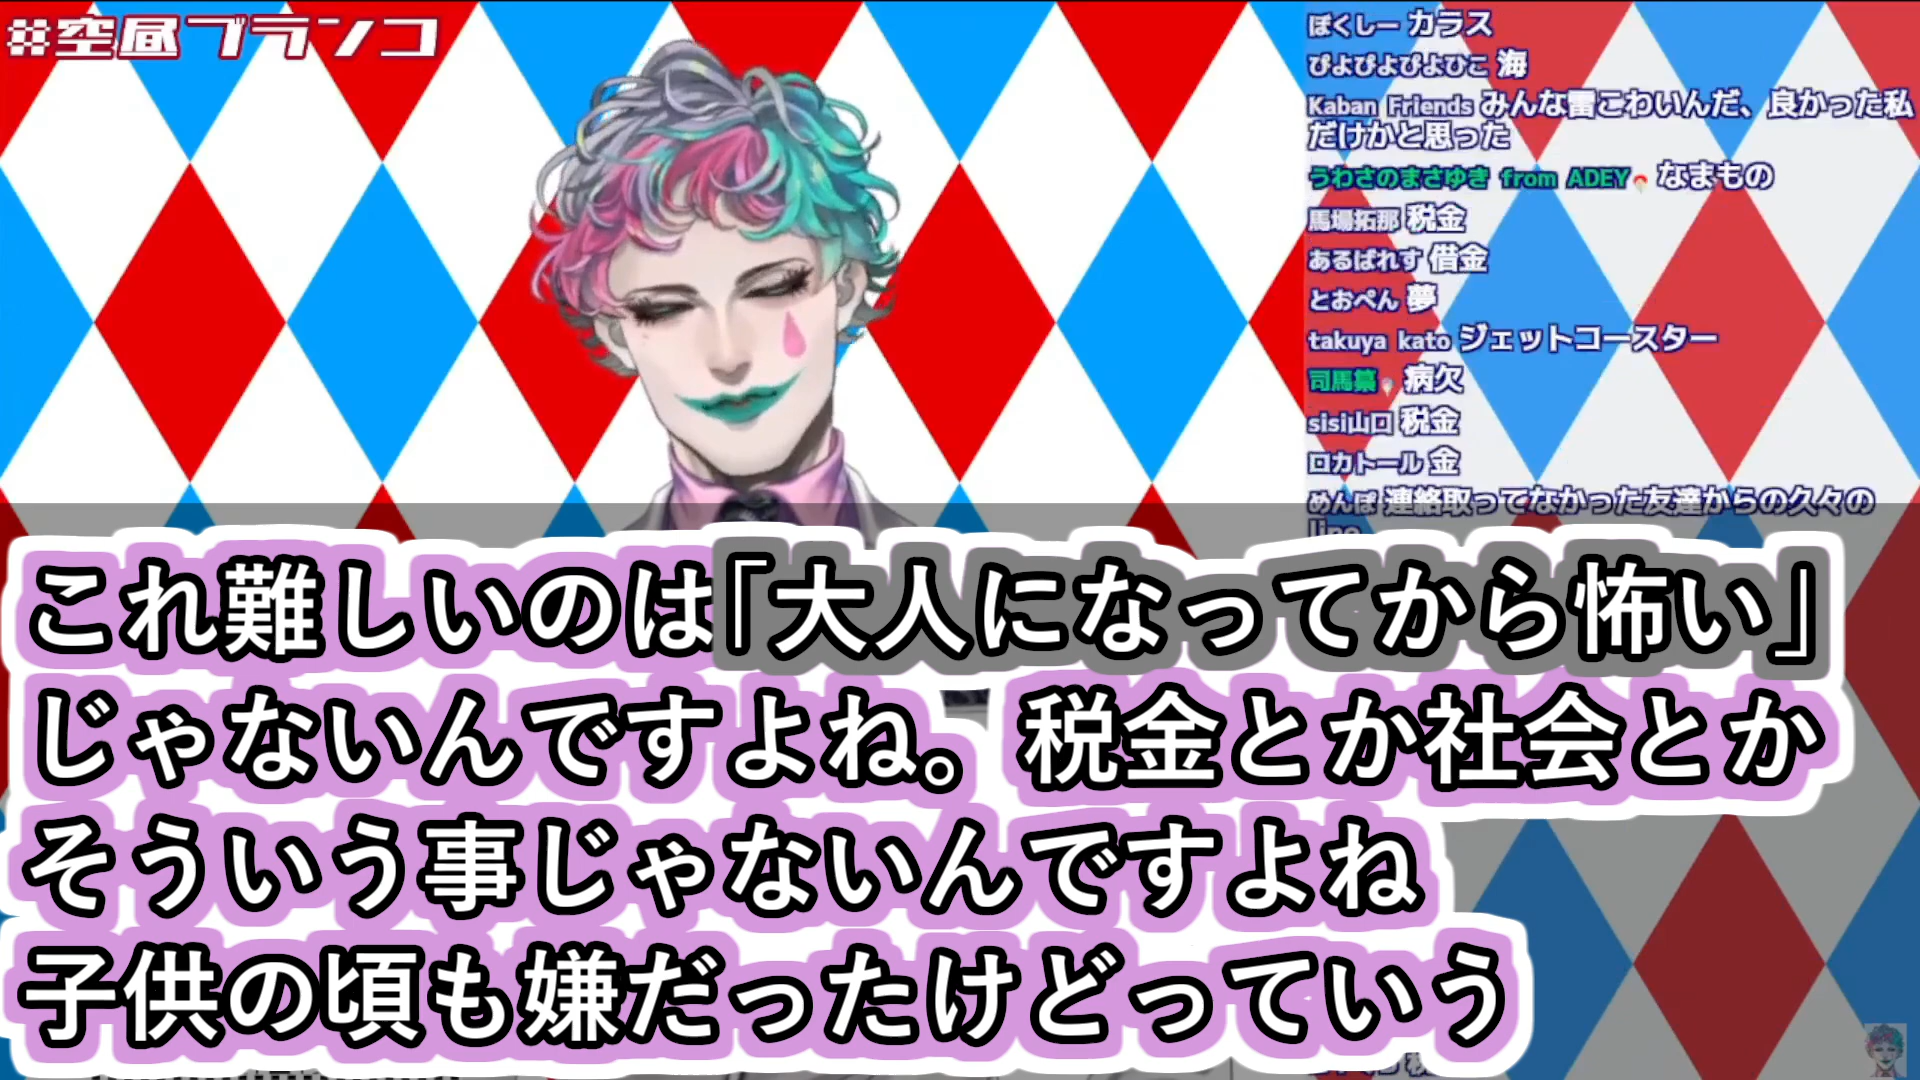 #空昼ブランコ
ぼくしー カラス
ぴよぴよぴよひこ 海
Kaban Friends みんな雷こわいんだ、良かった私
だけかと思った
うわさのまさゆき from ADEY なまもの
馬場拓那 税金
あるぱれす 借金
とおぺん 夢
takuya kato ジェットコースター
司馬纂 病欠
sisi山口 税金
ロカトール 金
めんぽ 連絡取ってなかった友達からの久々の
line
これ難しいのは「大人になってから怖い」
じゃないんですよね。税金とか社会とか
そういう事じゃないんですよね
子供の頃も嫌だったけどっていう